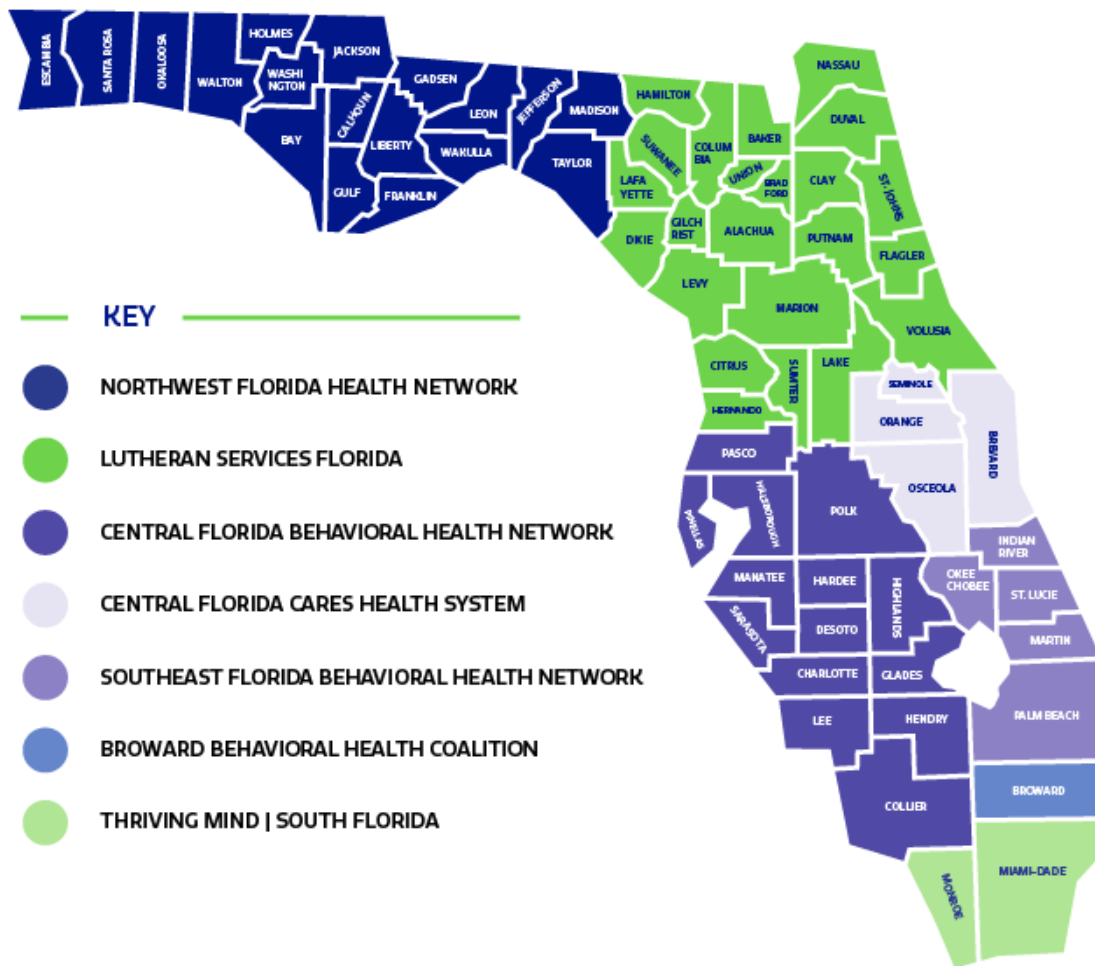 ESCAMBIA
SANTA ROSA
OKALOOSA
WALTON
HOLMES
WASHI
NGTON
JACKSON
BAY
CALHOUN
GULF
LIBERTY
FRANKLIN
GADSEN
LEON
WAKULLA
JEFFERSON
MADISON
TAYLOR
HAMILTON
SUWANEE
LAFA
YETTE
COLUM
BIA
BAKER
NASSAU
DUVAL
UNION
BRAD
FORD
CLAY
ST. JOHNS
DIXIE
GILCH
RIST
ALACHUA
PUTNAM
FLAGLER
LEVY
MARION
VOLUSIA
CITRUS
SUMTER
LAKE
HERNANDO
SEMINOLE
ORANGE
BREVARD
PASCO
OSCEOLA
PINELLAS
HILLSBOROUGH
POLK
INDIAN
RIVER
MANATEE
HARDEE
HIGHLANDS
OKEE
CHOBEE
ST. LUCIE
SARASOTA
DESOTO
MARTIN
CHARLOTTE
GLADES
LEE
HENDRY
PALM BEACH
COLLIER
BROWARD
MONROE
MIAMI-DADE
KEY
NORTHWEST FLORIDA HEALTH NETWORK
LUTHERAN SERVICES FLORIDA
CENTRAL FLORIDA BEHAVIORAL HEALTH NETWORK
CENTRAL FLORIDA CARES HEALTH SYSTEM
SOUTHEAST FLORIDA BEHAVIORAL HEALTH NETWORK
BROWARD BEHAVIORAL HEALTH COALITION
THRIVING MIND | SOUTH FLORIDA